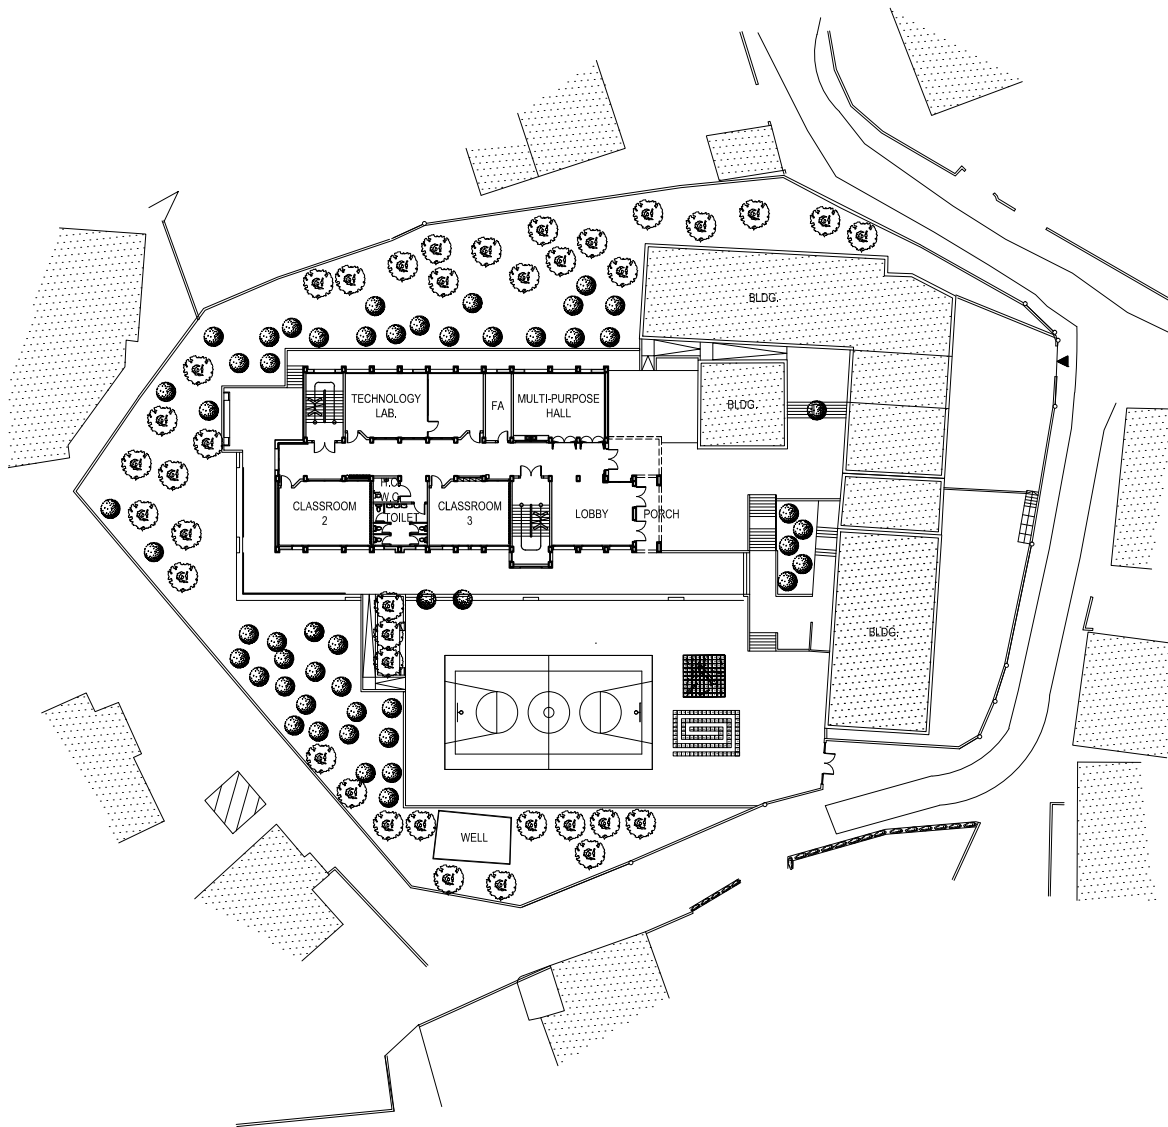 BLDG.
TECHNOLOGY
LAB.
FA
MULTI-PURPOSE
HALL
BLDG.
H.C
W.C
CLASSROOM
2
TOILET
CLASSROOM
3
LOBBY
PORCH
BLDG.
WELL